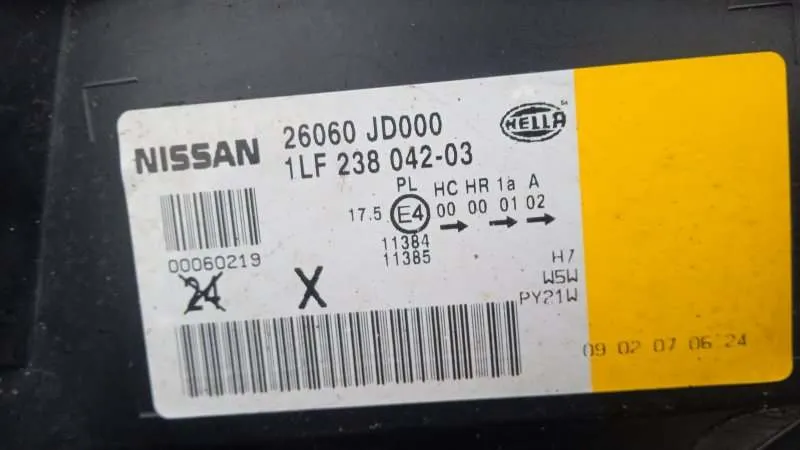 NISSAN
26060 JD000
1LF 238 042-03
HELLA
PL HC HR 1a A
17.5 E4 00 00 01 02
11384
11385
00060219
24 X
H7
W5W
PY21W
09 02 07 06 24